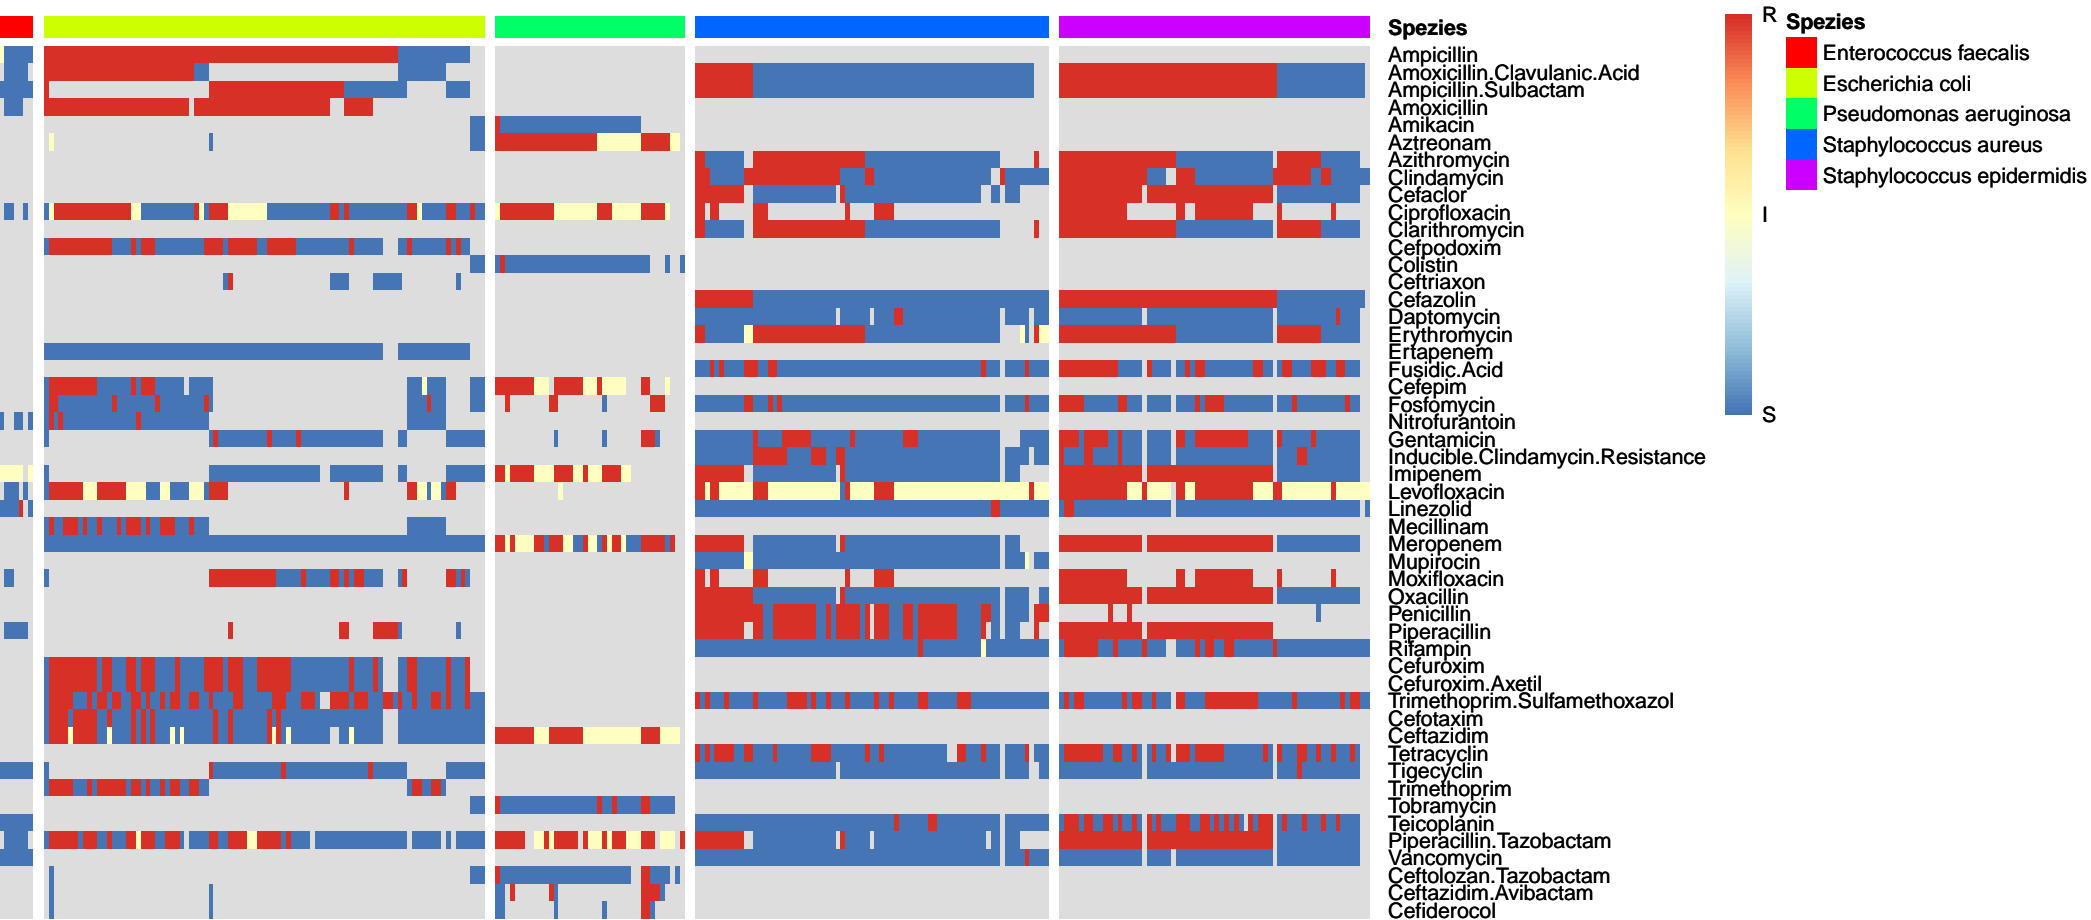 Spezies
Ampicillin
Amoxicillin.Clavulanic.Acid
Ampicillin.Sulbactam
Amoxicillin
Amikacin
Aztreonam
Azithromycin
Clindamycin
Cefaclor
Ciprofloxacin
Clarithromycin
Cefpodoxim
Colistin
Ceftriaxon
Cefazolin
Daptomycin
Erythromycin
Ertapenem
Fusidic.Acid
Cefepim
Fosfomycin
Nitrofurantoin
Gentamicin
Inducible.Clindamycin.Resistance
Imipenem
Levofloxacin
Linezolid
Mecillinam
Meropenem
Mupirocin
Moxifloxacin
Oxacillin
Penicillin
Piperacillin
Rifampin
Cefuroxim
Cefuroxim.Axetil
Trimethoprim.Sulfamethoxazol
Cefotaxim
Ceftazidim
Tetracyclin
Tigecyclin
Trimethoprim
Tobramycin
Teicoplanin
Piperacillin.Tazobactam
Vancomycin
Ceftolozan.Tazobactam
Ceftazidim.Avibactam
Cefiderocol
R
I
S
Spezies
Enterococcus faecalis
Escherichia coli
Pseudomonas aeruginosa
Staphylococcus aureus
Staphylococcus epidermidis